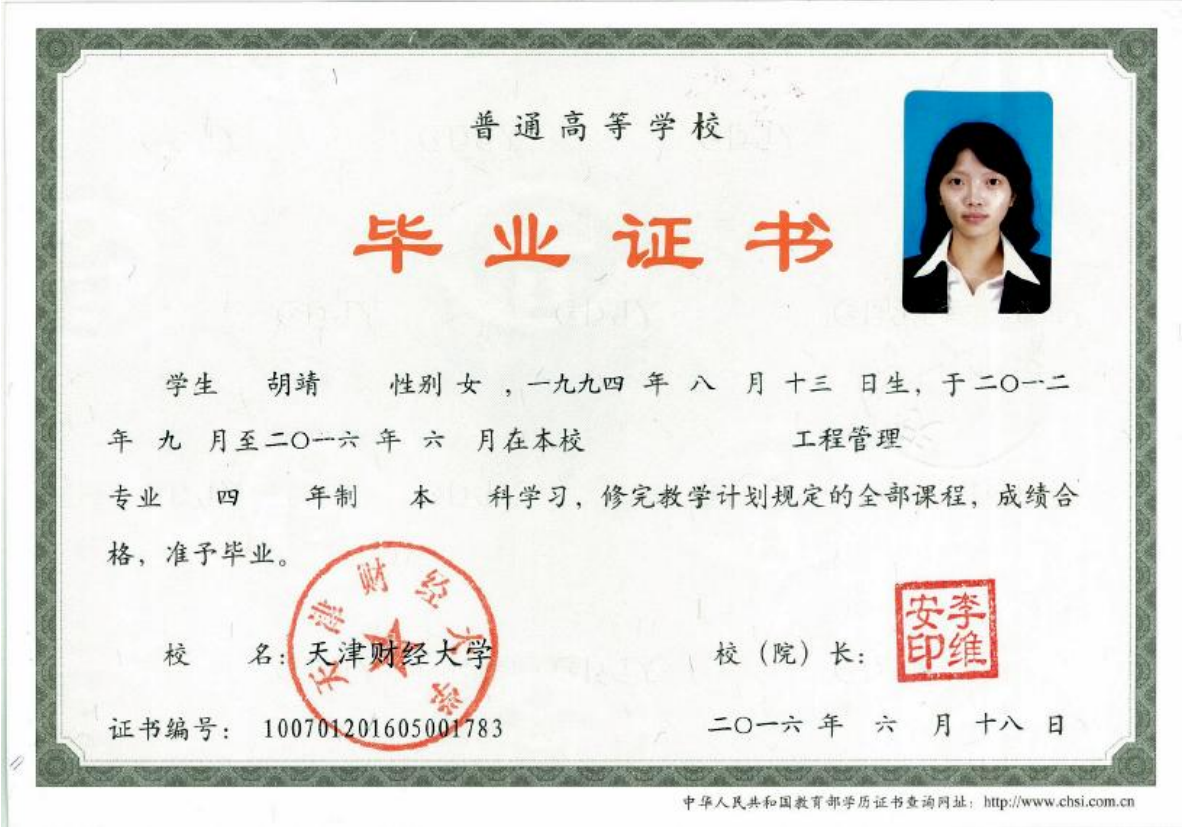 普通高等学校
毕业证书
学生 胡靖 性别 女 ，一九九四 年 八 月 十三 日生，于二〇一二
年 九 月至二〇一六 年 六 月在本校 工程管理
专业 四 年制 本 科学习，修完教学计划规定的全部课程，成绩合
格，准予毕业。
天津财经大学
校 名：天津财经大学
校（院）长：
李维安印
证书编号： 100701201605001783
二〇一六 年 六 月 十八 日
中华人民共和国教育部学历证书查询网址：http://www.chsi.com.cn